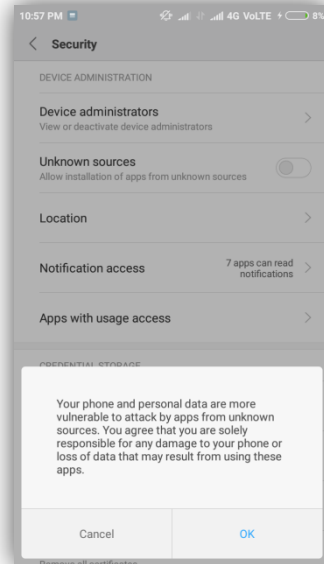 10:57 PM 4G VoLTE 8%
Security
DEVICE ADMINISTRATION
Device administrators
View or deactivate device administrators
Unknown sources
Allow installation of apps from unknown sources
Location
Notification access
7 apps can read
notifications
Apps with usage access
CREDENTIAL STORAGE
Your phone and personal data are more
vulnerable to attack by apps from unknown
sources. You agree that you are solely
responsible for any damage to your phone or
loss of data that may result from using these
apps.
Cancel OK
Remove all certificates